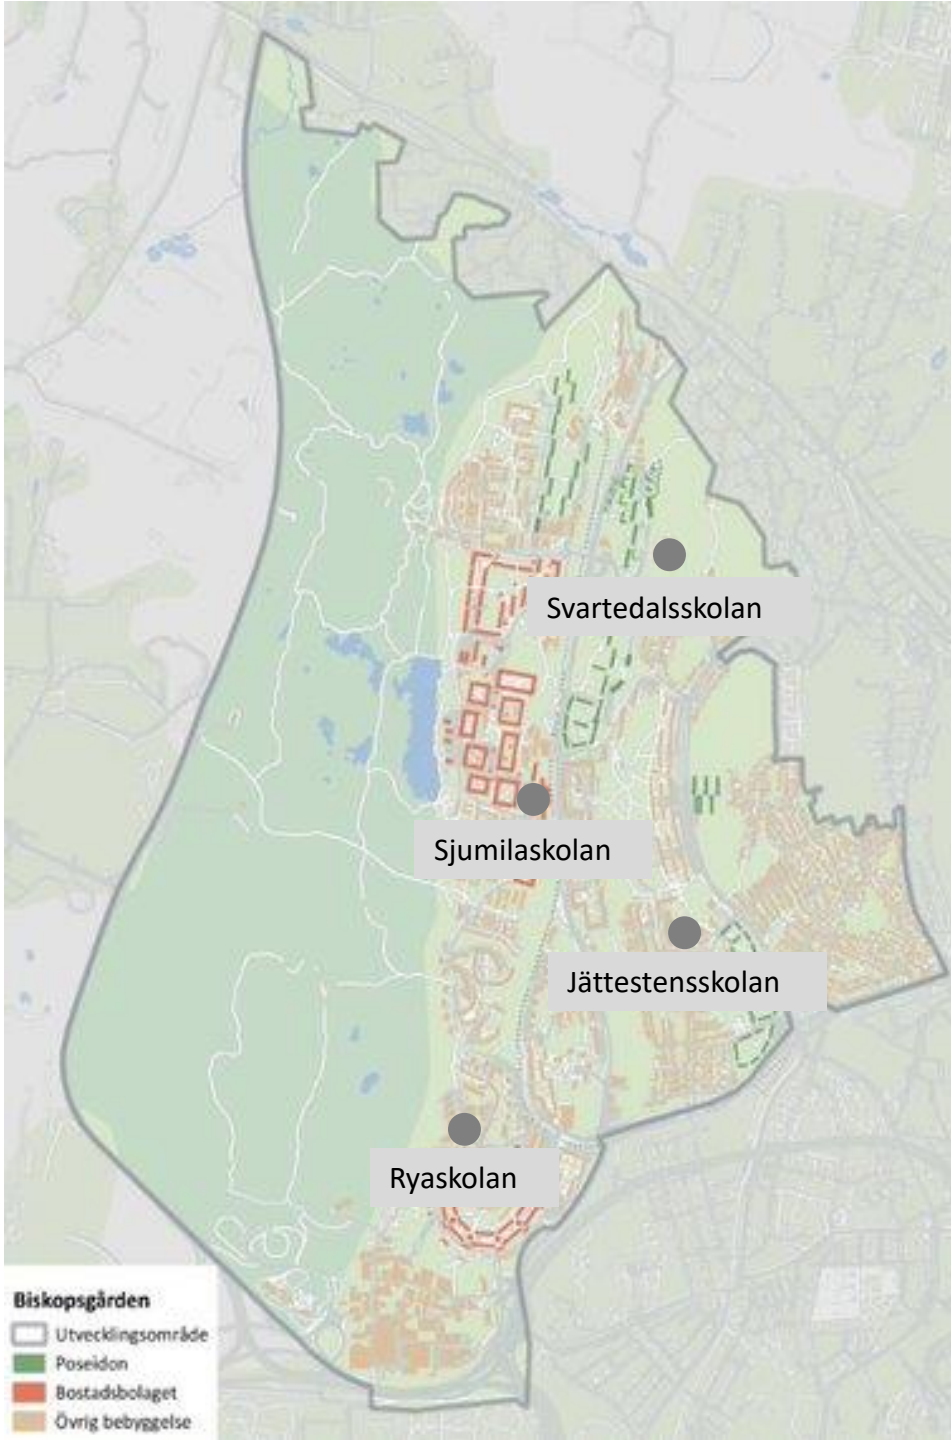 Svartedalsskolan
Sjumilaskolan
Jättestensskolan
Ryaskolan
Biskopsgården
Utvecklingsområde
Poseidon
Bostadsbolaget
Övrig bebyggelse